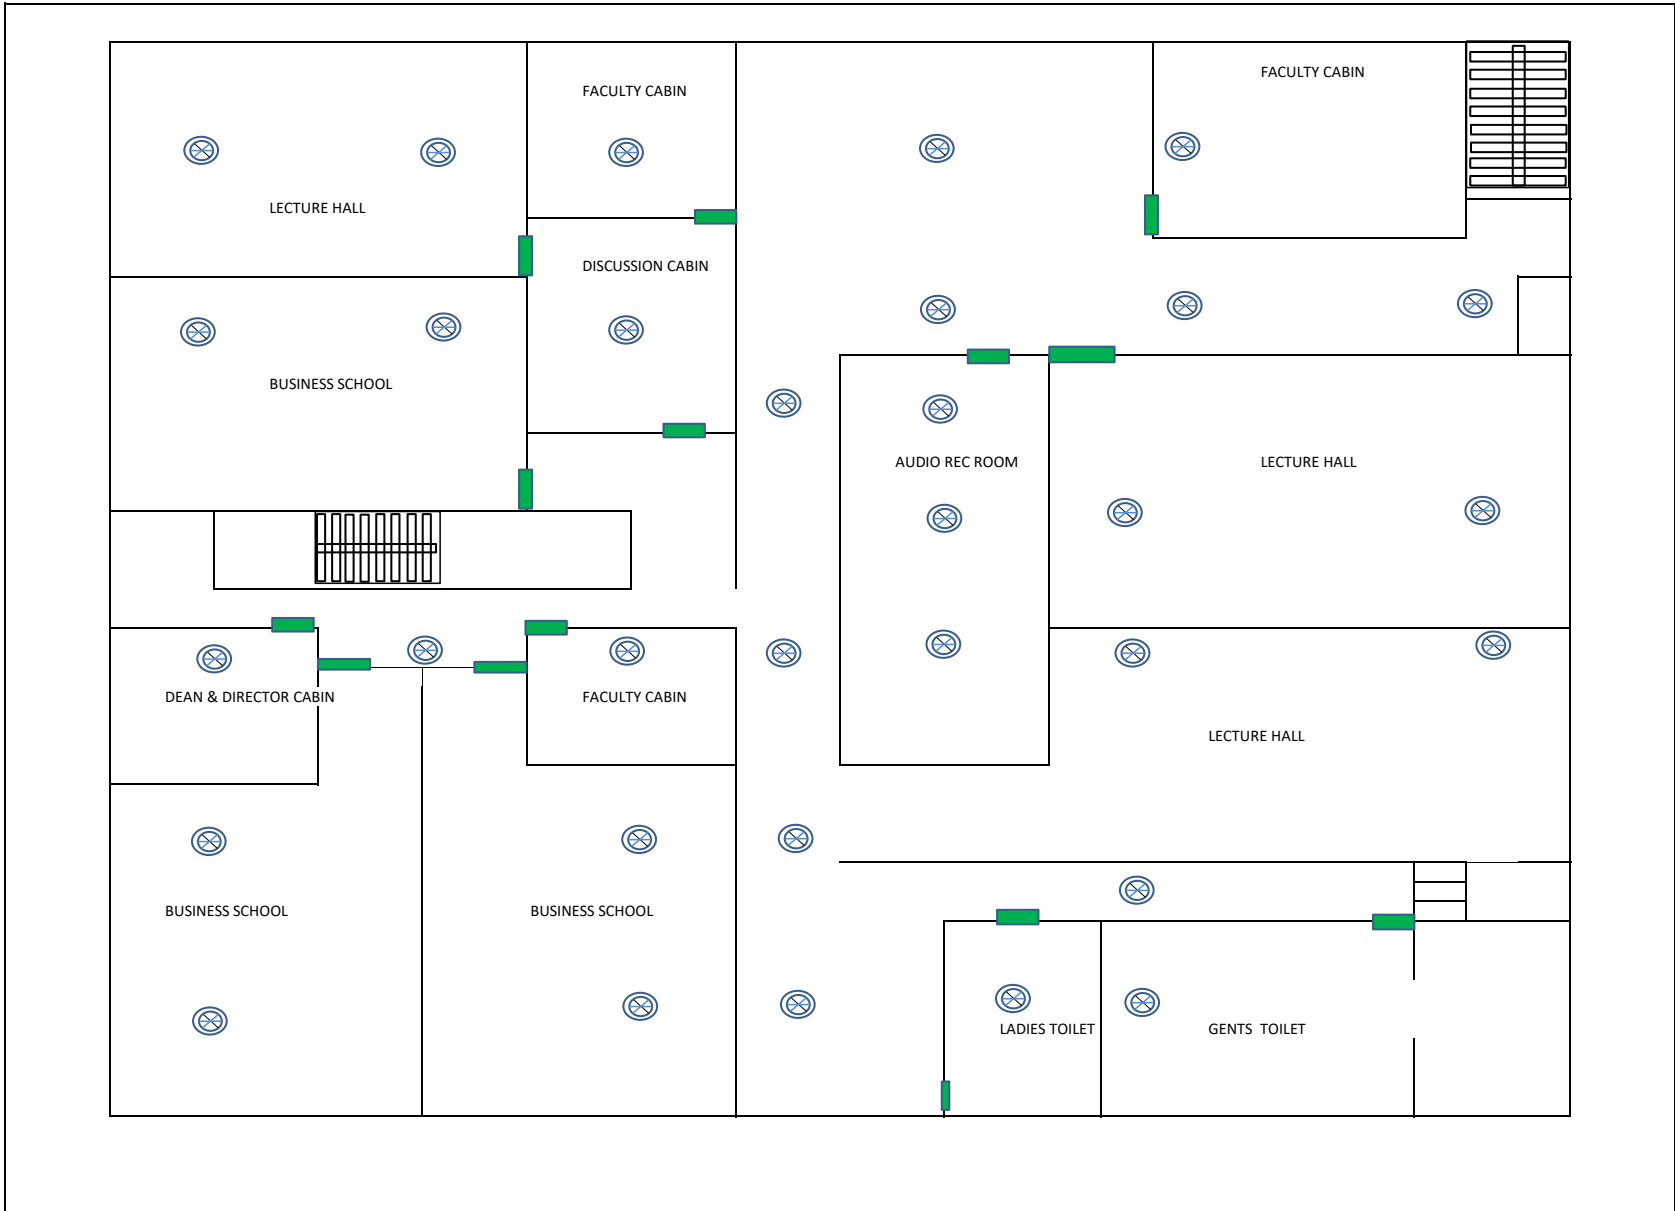 FACULTY CABIN
FACULTY CABIN
LECTURE HALL
DISCUSSION CABIN
BUSINESS SCHOOL
AUDIO REC ROOM
LECTURE HALL
DEAN & DIRECTOR CABIN
FACULTY CABIN
LECTURE HALL
BUSINESS SCHOOL
BUSINESS SCHOOL
LADIES TOILET
GENTS  TOILET